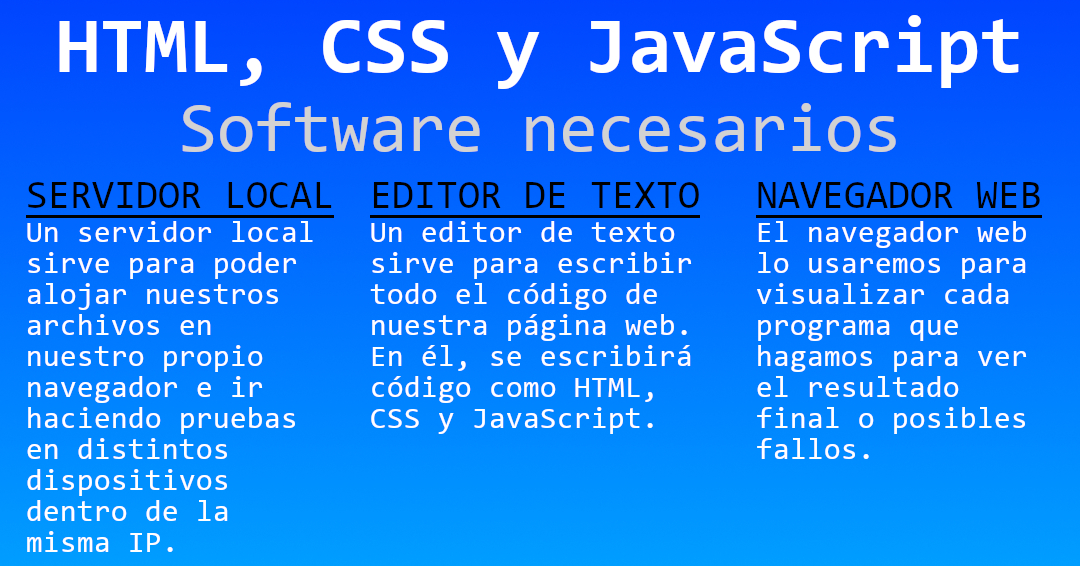 HTML, CSS y JavaScript
Software necesarios
SERVIDOR LOCAL
Un servidor local
sirve para poder
alojar nuestros
archivos en
nuestro propio
navegador e ir
haciendo pruebas
en distintos
dispositivos
dentro de la
misma IP.
EDITOR DE TEXTO
Un editor de texto
sirve para escribir
todo el código de
nuestra página web.
En él, se escribirá
código como HTML,
CSS y JavaScript.
NAVEGADOR WEB
El navegador web
lo usaremos para
visualizar cada
programa que
hagamos para ver
el resultado
final o posibles
fallos.